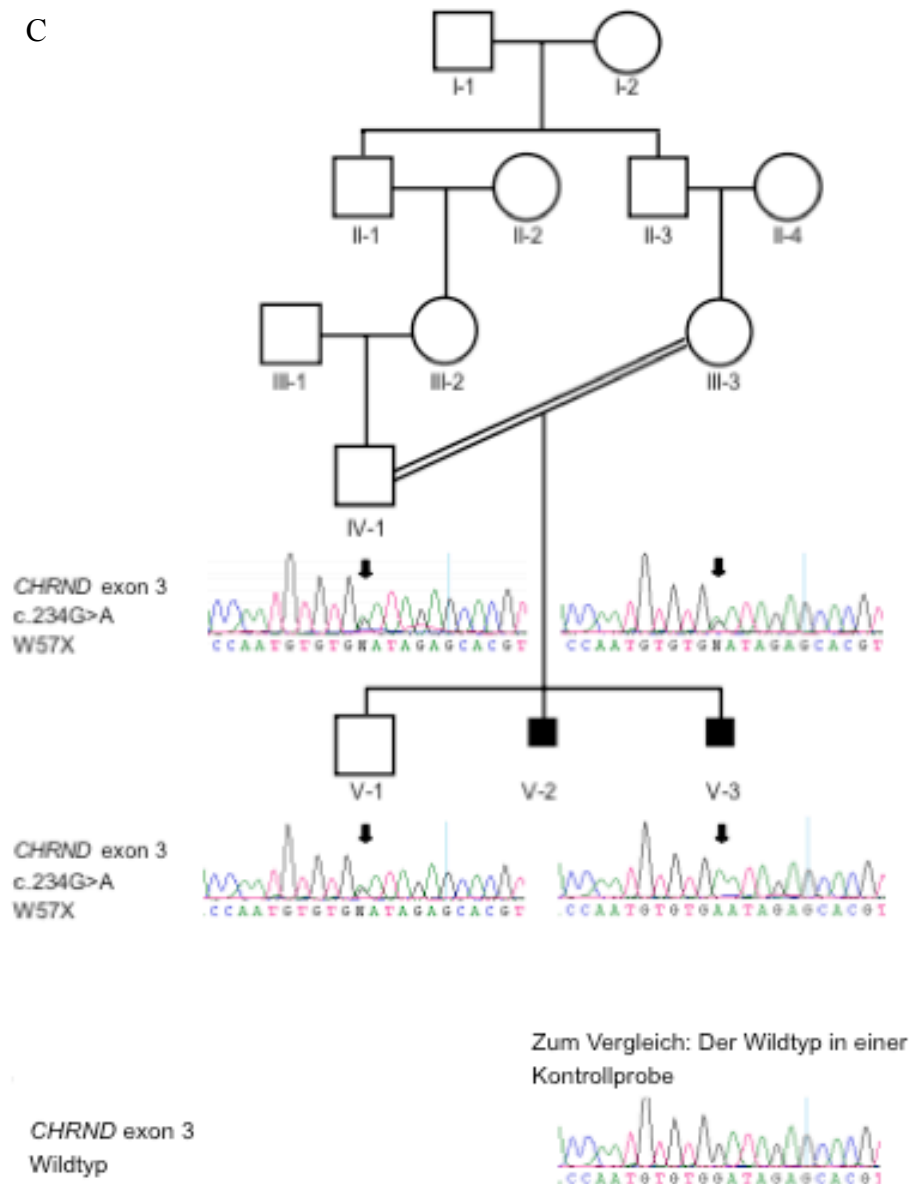 C
I-1 I-2
II-1 II-2 II-3 II-4
III-1 III-2 III-3
IV-1
CHRND exon 3
c.234G>A
W57X
CCAATGTGTGNATAGAGCACGT CCAATGTGTGNATAGAGCACGT
V-1 V-2 V-3
CHRND exon 3
c.234G>A
W57X
.CCAATGTGTGNATAGAGCACGT .CCAATGTGTGAATAGAGCACGT
Zum Vergleich: Der Wildtyp in einer
Kontrollprobe
CHRND exon 3
Wildtyp
.CCAATGTGTGGATAGAGCACGT